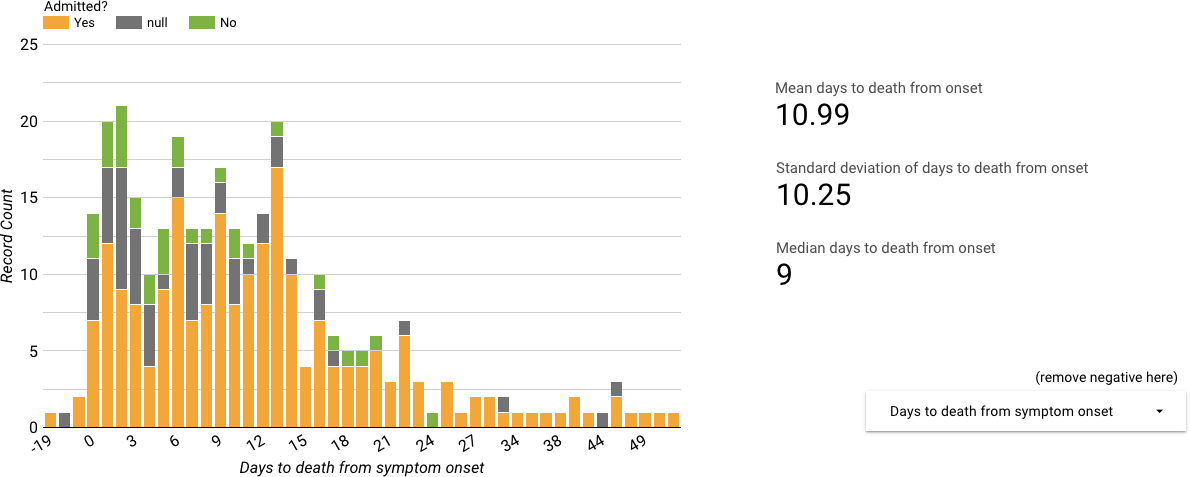 Admitted?
Yes null No
25
20
15
10
5
0
Record Count
-19 0 3 6 9 12 15 18 21 24 27 34 38 44 49
Days to death from symptom onset
Mean days to death from onset
10.99
Standard deviation of days to death from onset
10.25
Median days to death from onset
9
(remove negative here)
Days to death from symptom onset